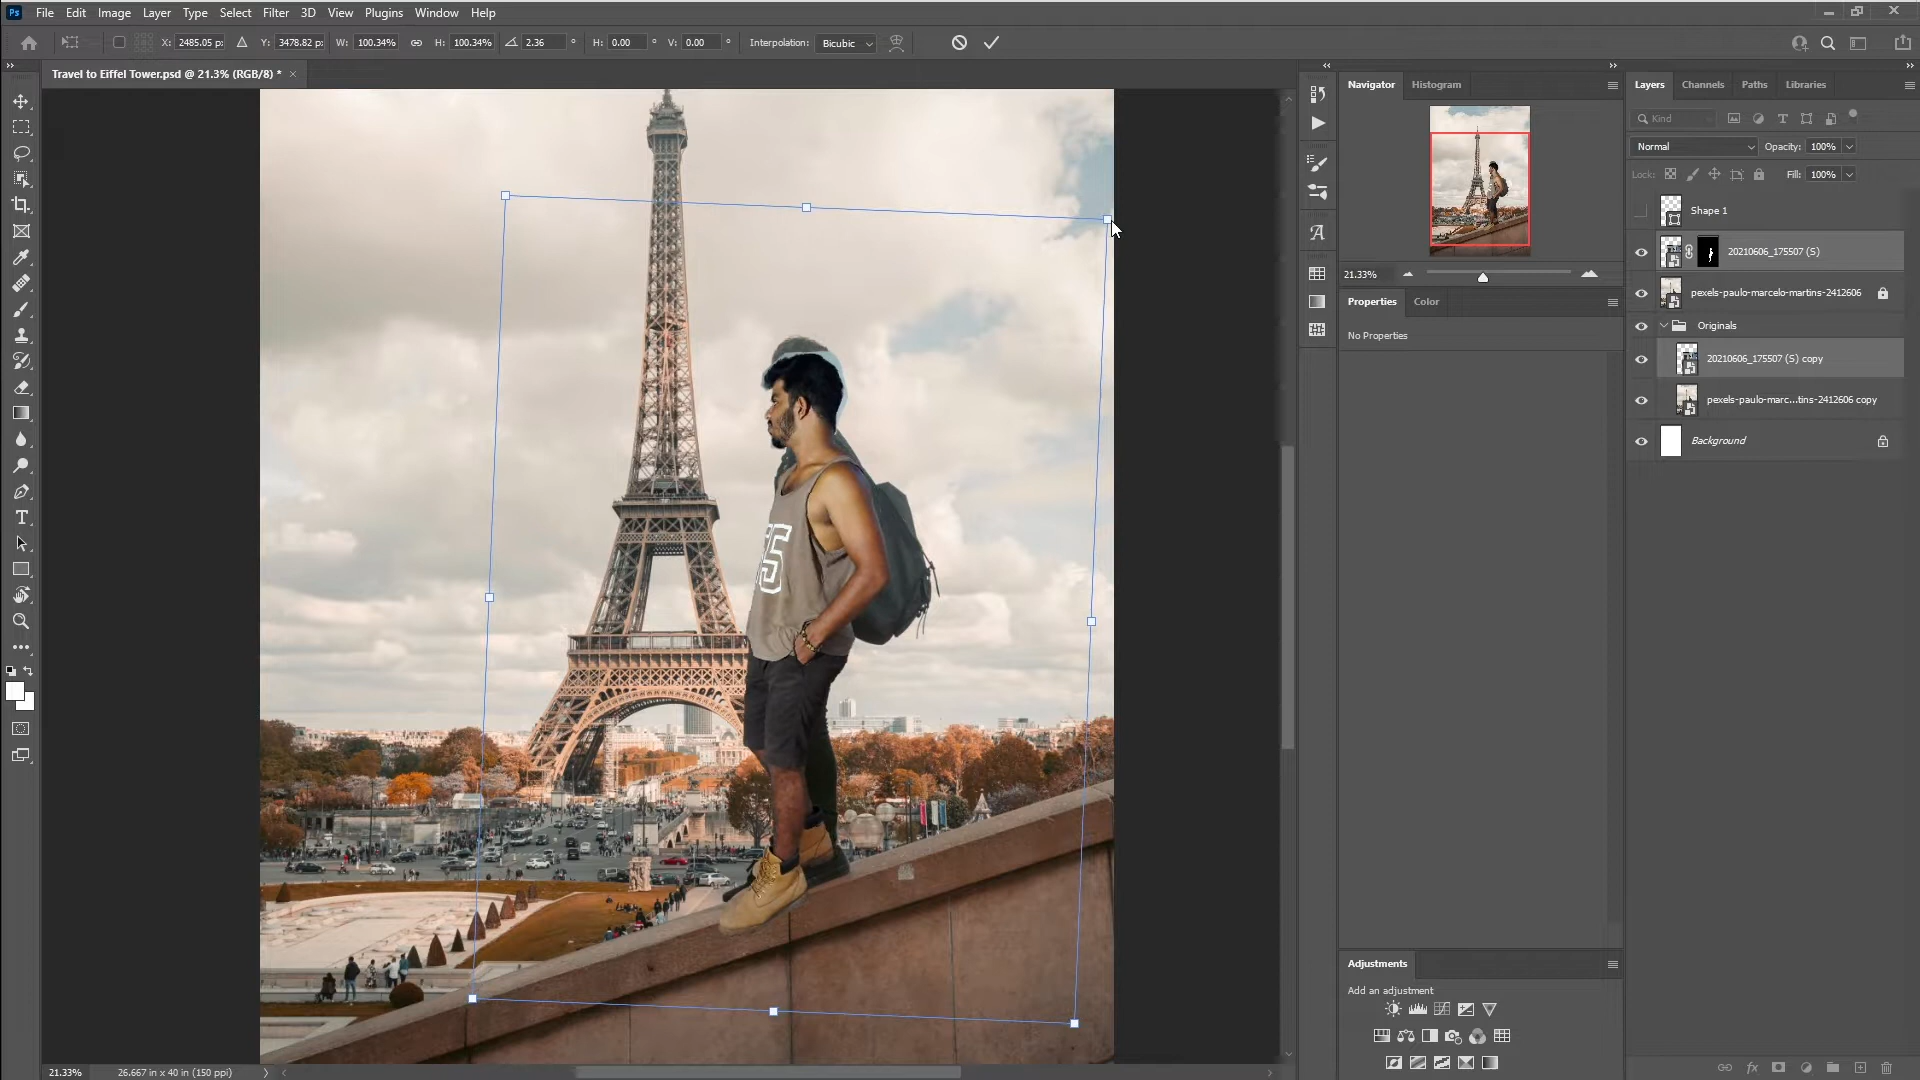 Ps File Edit Image Layer Type Select Filter 3D View Plugins Window Help
X: 2485.05 p: Y: 3478.82 p: W: 100.34% H: 100.34% 2.36 ° H: 0.00 ° V: 0.00 ° Interpolation: Bicubic
Travel to Eiffel Tower.psd @ 21.3% (RGB/8) * ×
Navigator Histogram
21.33%
Properties Color
No Properties
Adjustments
Add an adjustment
Layers Channels Paths Libraries
Kind
Normal Opacity: 100%
Lock: Fill: 100%
Shape 1
20210606_175507 (S)
pexels-paulo-marcelo-martins-2412606
Originals
20210606_175507 (S) copy
pexels-paulo-marc...tins-2412606 copy
Background
21.33% 26.667 in x 40 in (150 ppi)